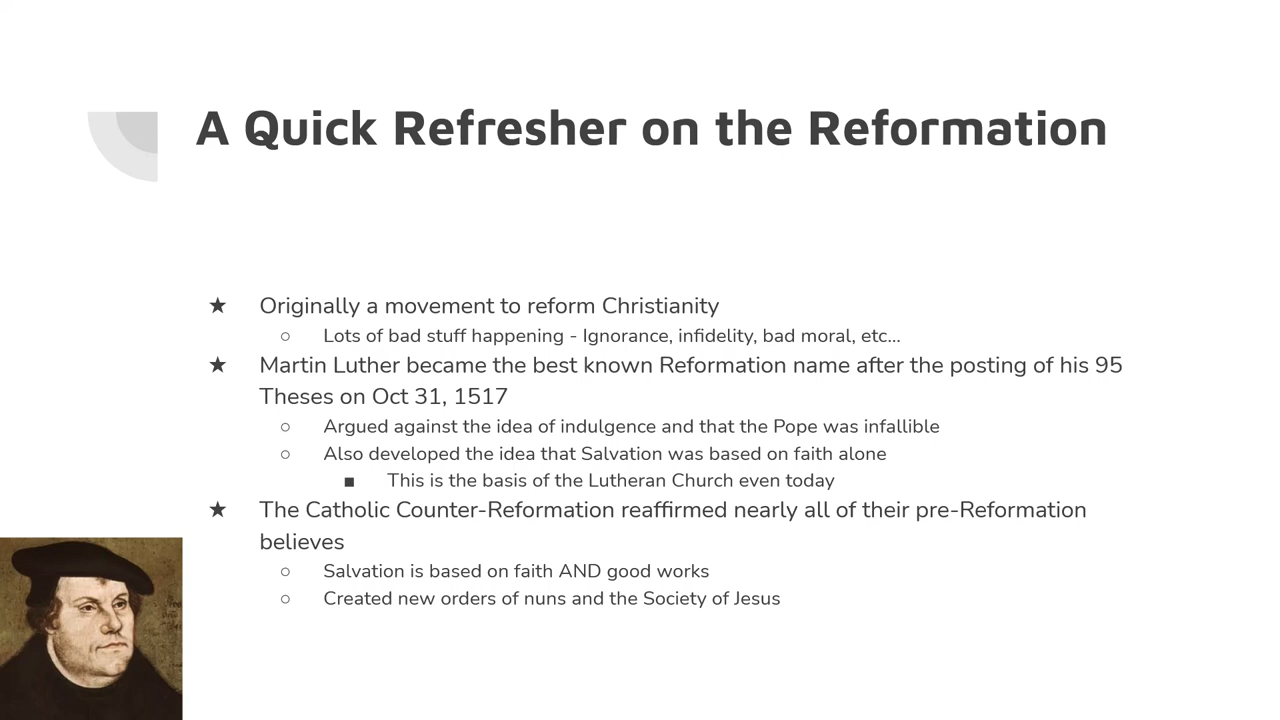 A Quick Refresher on the Reformation
★ Originally a movement to reform Christianity
○ Lots of bad stuff happening - Ignorance, infidelity, bad moral, etc...
★ Martin Luther became the best known Reformation name after the posting of his 95
Theses on Oct 31, 1517
○ Argued against the idea of indulgence and that the Pope was infallible
○ Also developed the idea that Salvation was based on faith alone
■ This is the basis of the Lutheran Church even today
★ The Catholic Counter-Reformation reaffirmed nearly all of their pre-Reformation
believes
○ Salvation is based on faith AND good works
○ Created new orders of nuns and the Society of Jesus